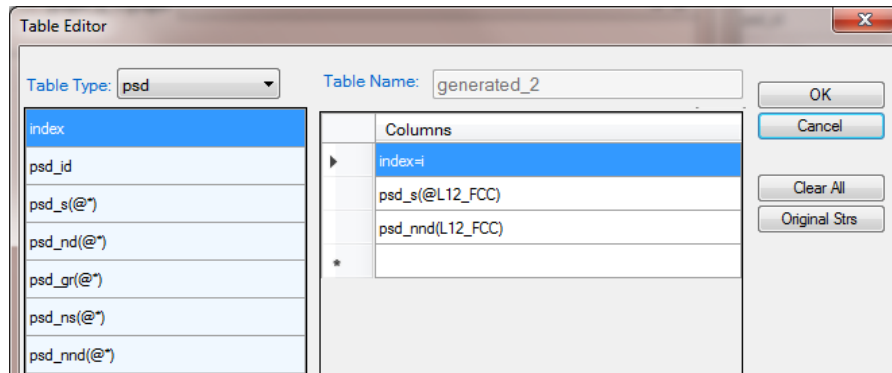 Table Editor
Table Type: psd
Table Name: generated_2
OK
Cancel
Clear All
Original Strs
index
psd_id
psd_s(@*)
psd_nd(@*)
psd_gr(@*)
psd_ns(@*)
psd_nnd(@*)
Columns
index=i
psd_s(@L12_FCC)
psd_nnd(L12_FCC)
*